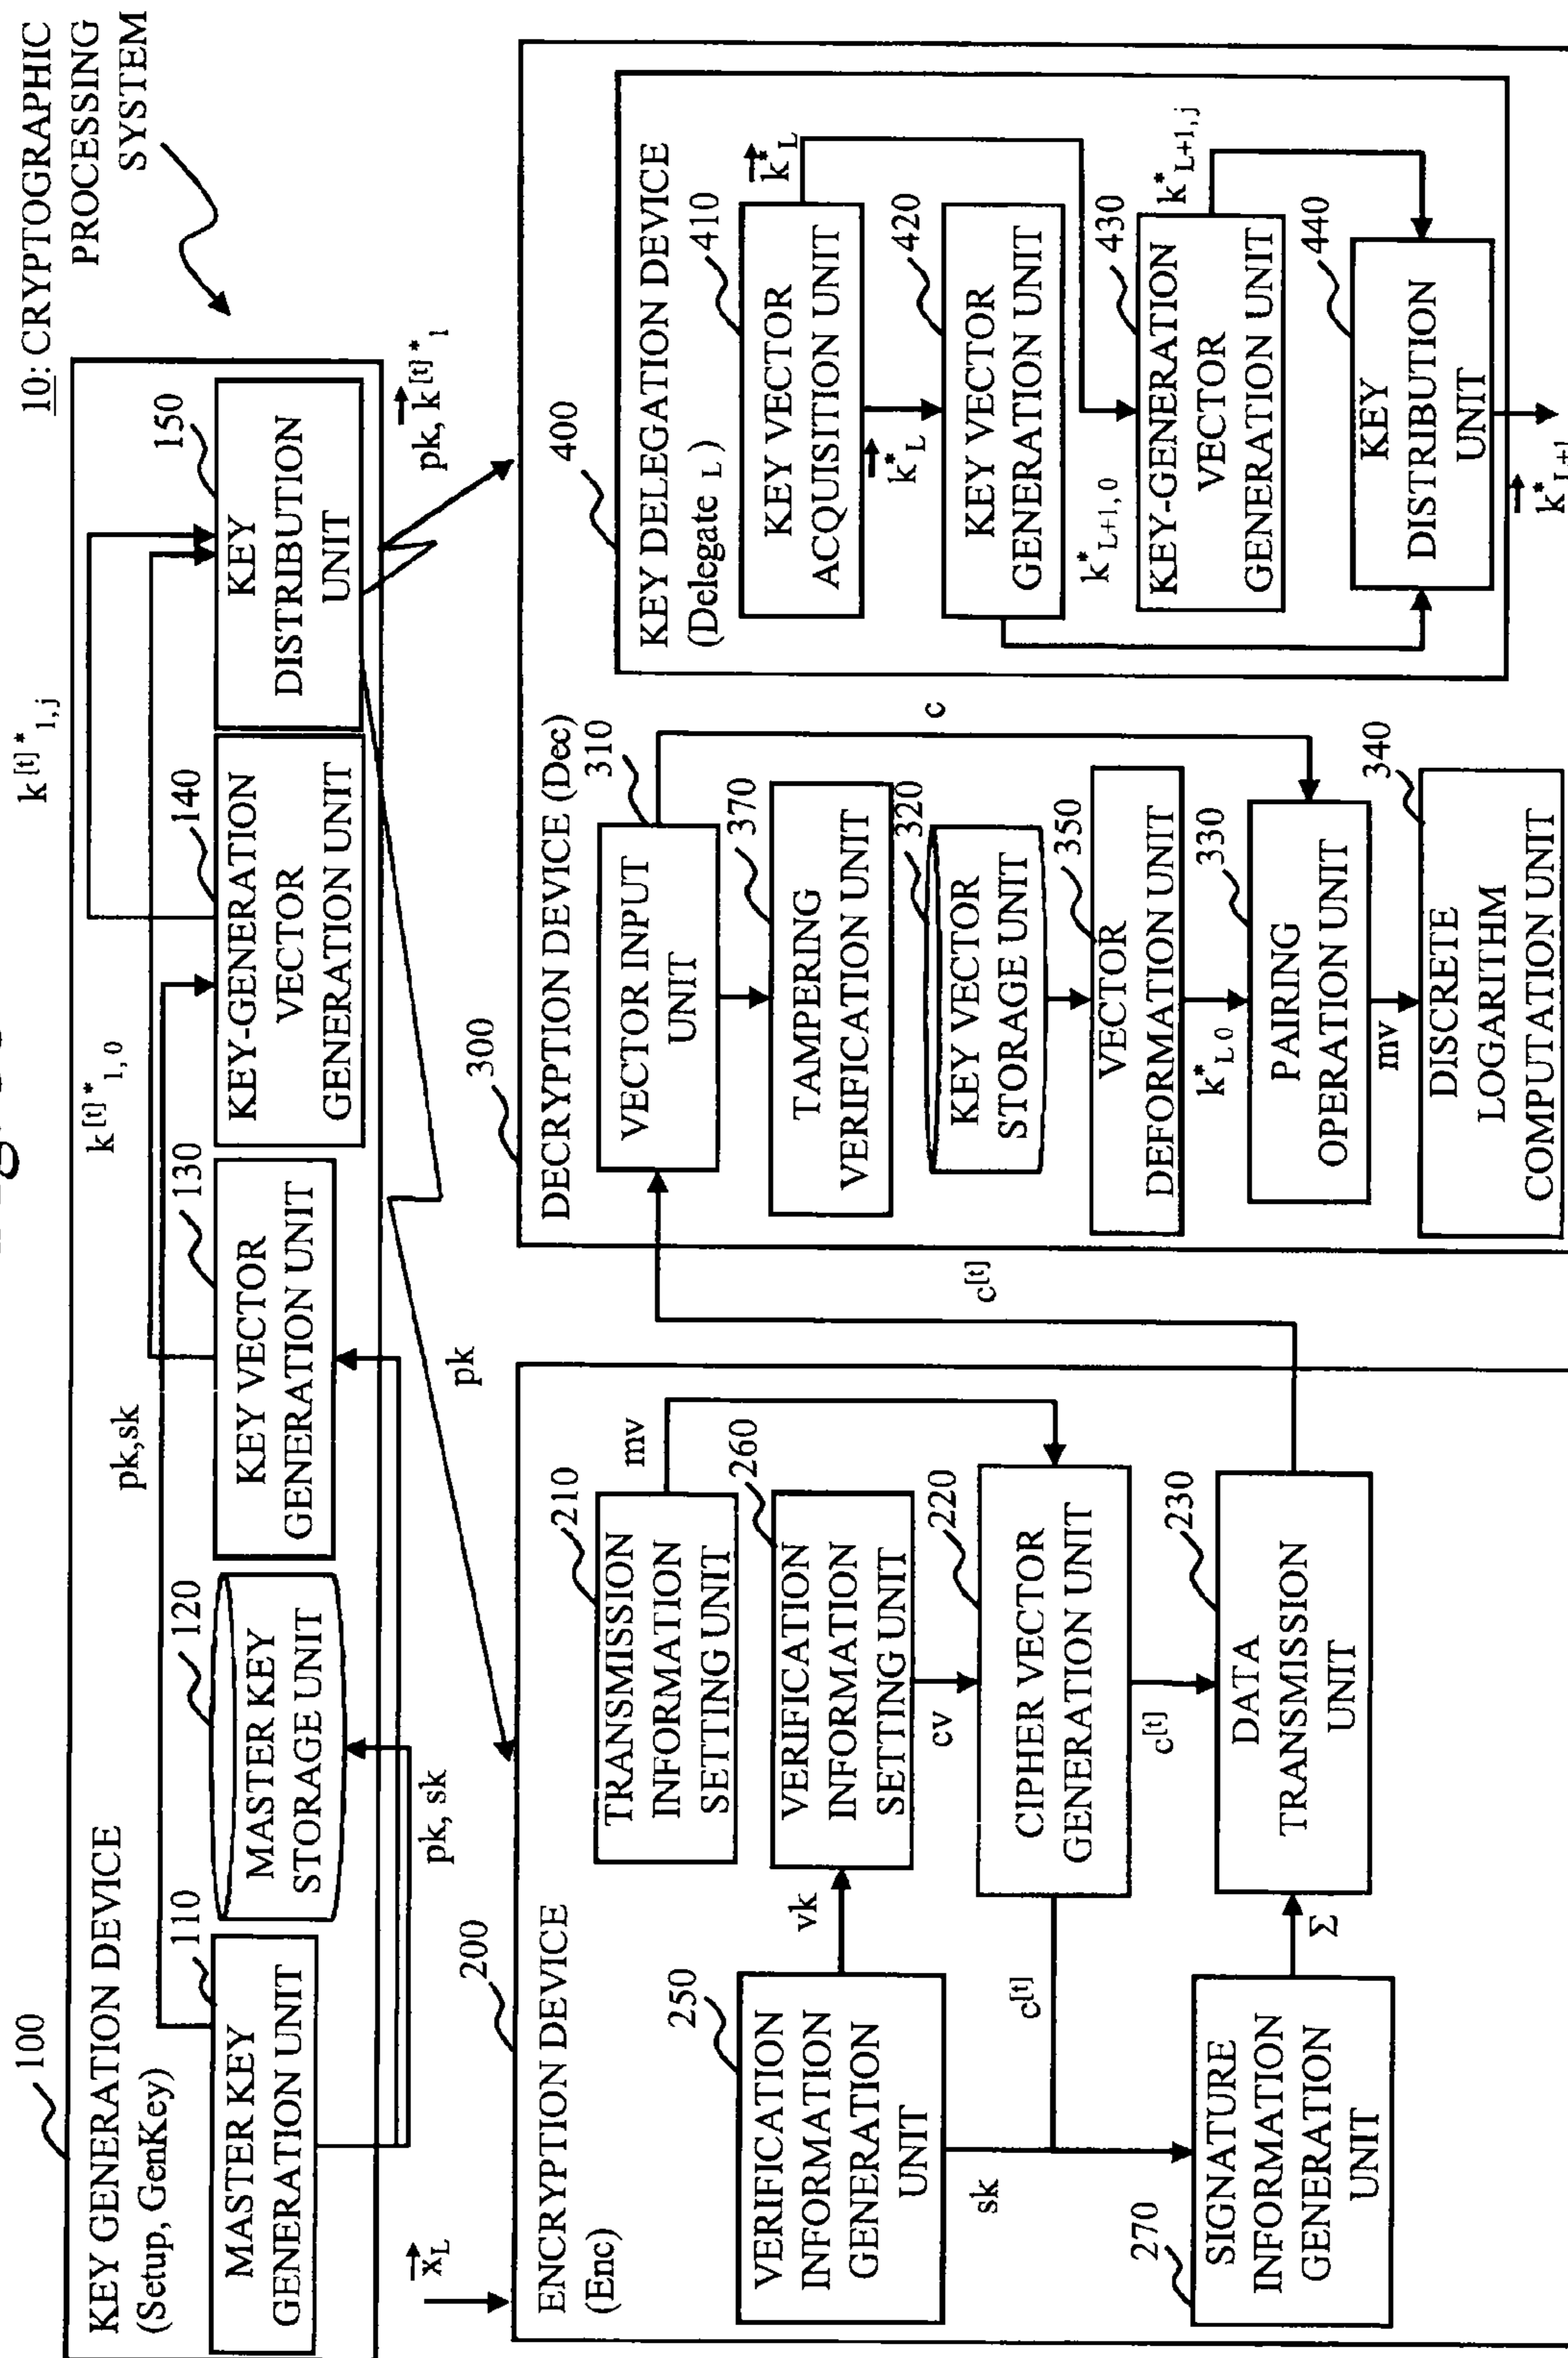 10: CRYPTOGRAPHIC
PROCESSING
SYSTEM
100
KEY GENERATION DEVICE
(Setup, GenKey)
110
MASTER KEY
GENERATION UNIT
120
MASTER KEY
STORAGE UNIT
pk, sk
pk,sk
130
KEY VECTOR
GENERATION UNIT
k[t]*1,0
140
KEY-GENERATION
VECTOR
GENERATION UNIT
k[t]*1,j
150
KEY
DISTRIBUTION
UNIT
pk, k[t]*1
pk
xL
200
ENCRYPTION DEVICE
(Enc)
210
TRANSMISSION
INFORMATION
SETTING UNIT
mv
250
VERIFICATION
INFORMATION
GENERATION
UNIT
vk
260
VERIFICATION
INFORMATION
SETTING UNIT
cv
220
CIPHER VECTOR
GENERATION UNIT
c[t]
c[t]
sk
270
SIGNATURE
INFORMATION
GENERATION
UNIT
Σ
230
DATA
TRANSMISSION
UNIT
c[t]
300
DECRYPTION DEVICE (Dec)
310
VECTOR INPUT
UNIT
c
370
TAMPERING
VERIFICATION UNIT
320
KEY VECTOR
STORAGE UNIT
350
VECTOR
DEFORMATION UNIT
k*L,0
330
PAIRING
OPERATION UNIT
mv
340
DISCRETE
LOGARITHM
COMPUTATION UNIT
400
KEY DELEGATION DEVICE
(Delegate L)
410
KEY VECTOR
ACQUISITION UNIT
k*L
k*L
420
KEY VECTOR
GENERATION UNIT
k*L+1,0
430
KEY-GENERATION
VECTOR
GENERATION UNIT
k*L+1,j
440
KEY
DISTRIBUTION
UNIT
k*L+1